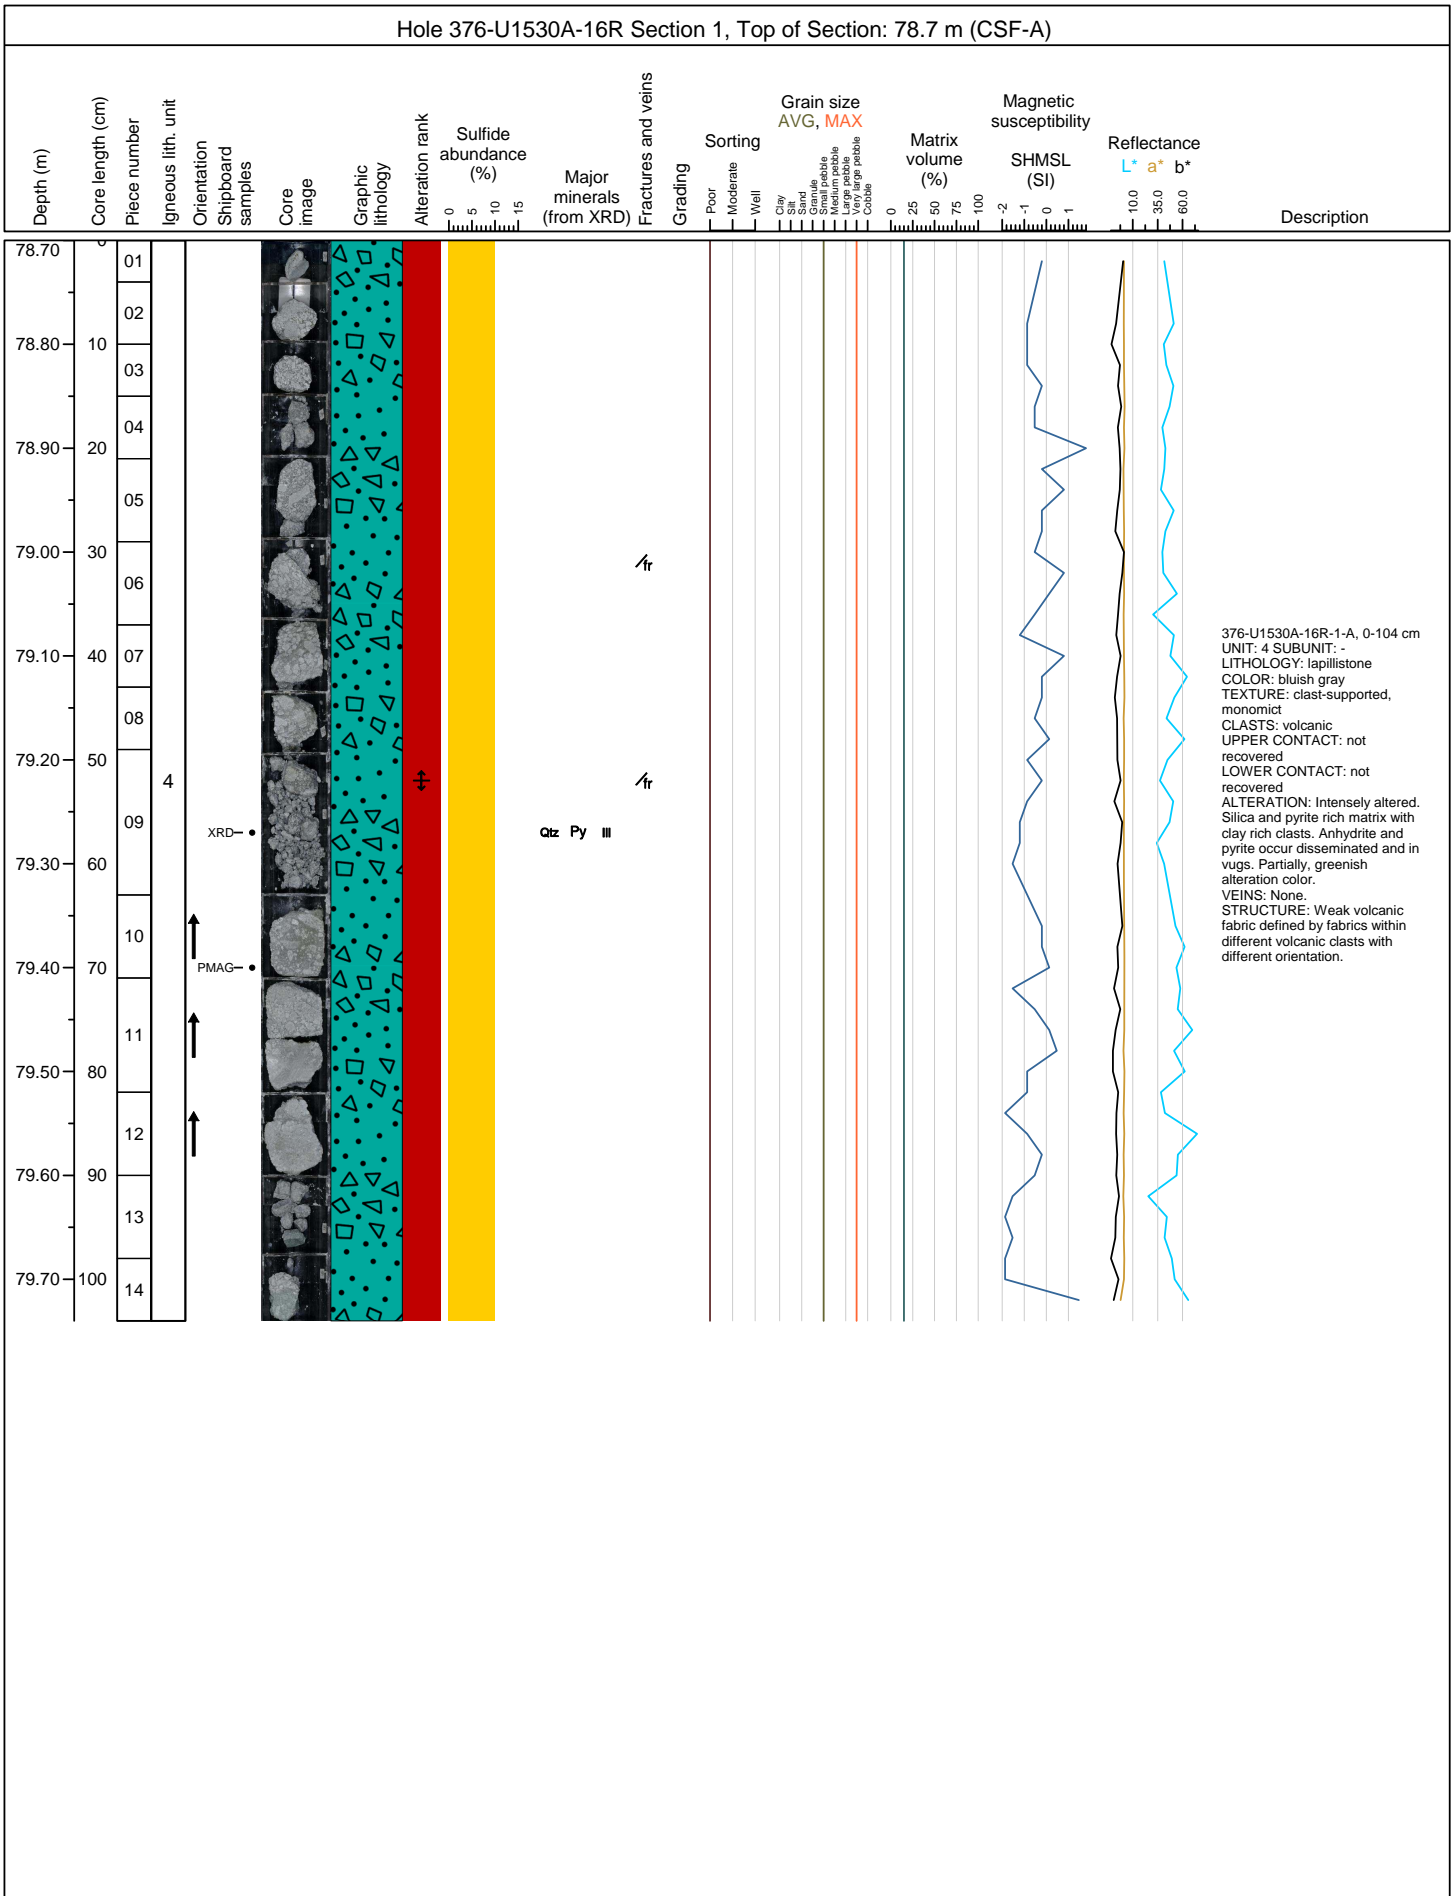 Hole 376-U1530A-16R Section 1, Top of Section: 78.7 m (CSF-A)
Depth (m)
Core length (cm)
Piece number
Igneous lith. unit
Orientation
Shipboard
samples
Core
image
Graphic
lithology
Alteration rank
Sulfide
abundance
(%)
0 5 10 15
Major
minerals
(from XRD)
Fractures and veins
Grading
Sorting
Poor
Moderate
Well
Grain size
AVG, MAX
Clay
Silt
Sand
Granule
Small pebble
Medium pebble
Large pebble
Very large pebble
Cobble
Matrix
volume
(%)
0 25 50 75 100
Magnetic
susceptibility
SHMSL
(SI)
-2 -1 0 1
Reflectance
L* a* b*
10.0 35.0 60.0
Description
78.70 0
01
02
78.80 10
03
04
78.90 20
05
79.00 30
fr
06
07
79.10 40
08
79.20 50
4
fr
09
XRD
Qtz Py Ill
79.30 60
10
79.40 70
PMAG
11
79.50 80
12
79.60 90
13
79.70 100
14
376-U1530A-16R-1-A, 0-104 cm
UNIT: 4 SUBUNIT: -
LITHOLOGY: lapillistone
COLOR: bluish gray
TEXTURE: clast-supported,
monomict
CLASTS: volcanic
UPPER CONTACT: not
recovered
LOWER CONTACT: not
recovered
ALTERATION: Intensely altered.
Silica and pyrite rich matrix with
clay rich clasts. Anhydrite and
pyrite occur disseminated and in
vugs. Partially, greenish
alteration color.
VEINS: None.
STRUCTURE: Weak volcanic
fabric defined by fabrics within
different volcanic clasts with
different orientation.